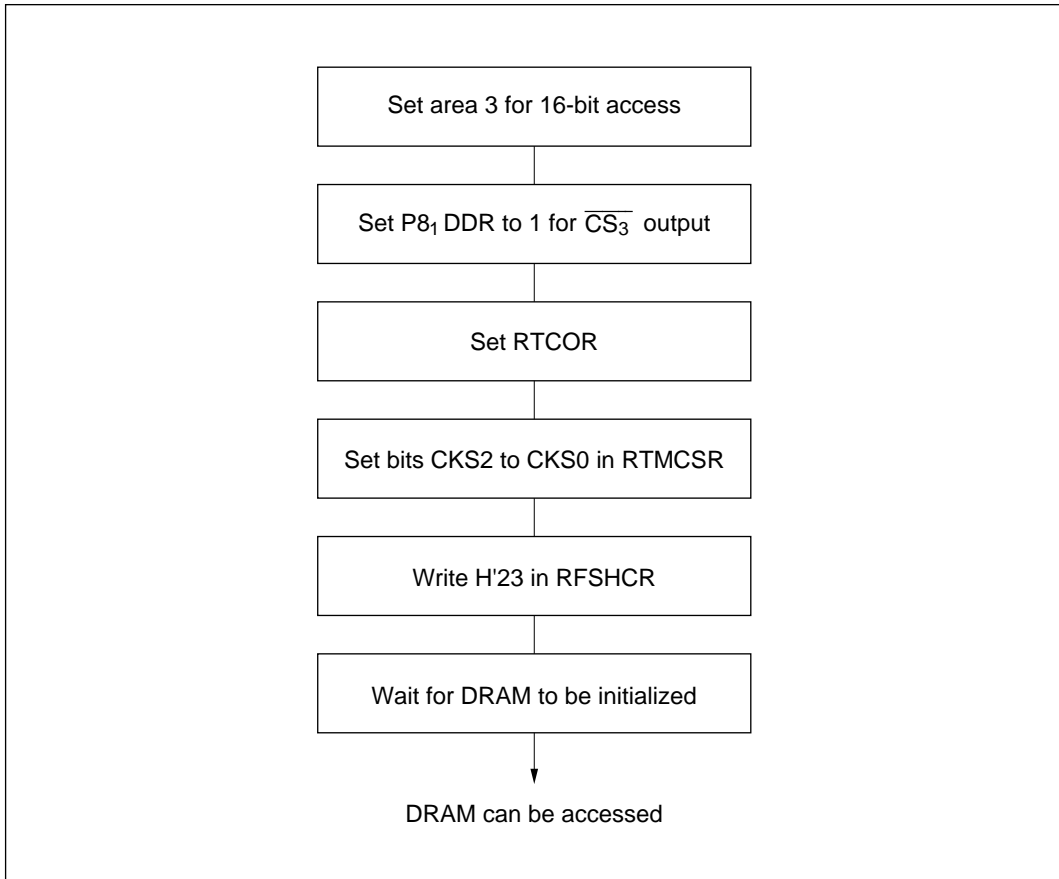 Set area 3 for 16-bit access
Set P8₁ DDR to 1 for C̅S̅₃̅ output
Set RTCOR
Set bits CKS2 to CKS0 in RTMCSR
Write H'23 in RFSHCR
Wait for DRAM to be initialized
DRAM can be accessed